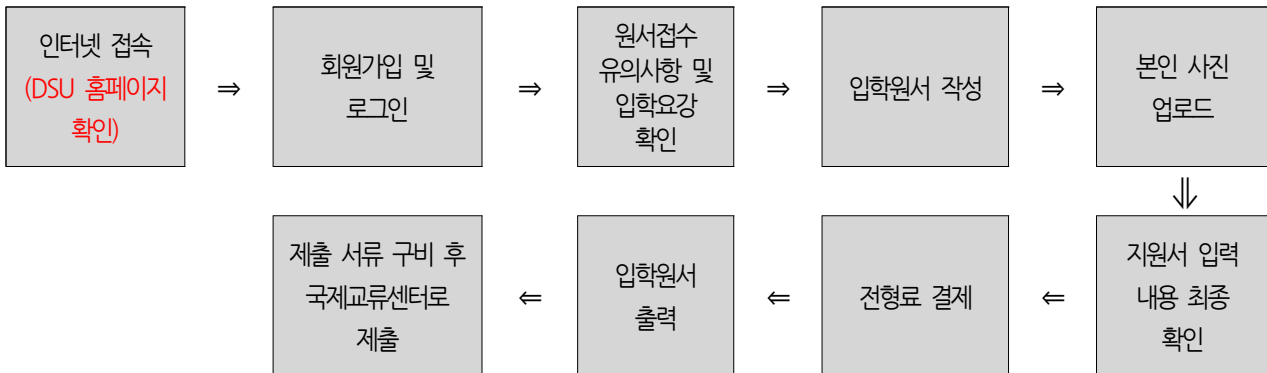 인터넷 접속
(DSU 홈페이지
확인)
⇒
회원가입 및
로그인
⇒
원서접수
유의사항 및
입학요강
확인
⇒
입학원서 작성
⇒
본인 사진
업로드
⇓
지원서 입력
내용 최종
확인
⇐
전형료 결제
⇐
입학원서
출력
⇐
제출 서류 구비 후
국제교류센터로
제출